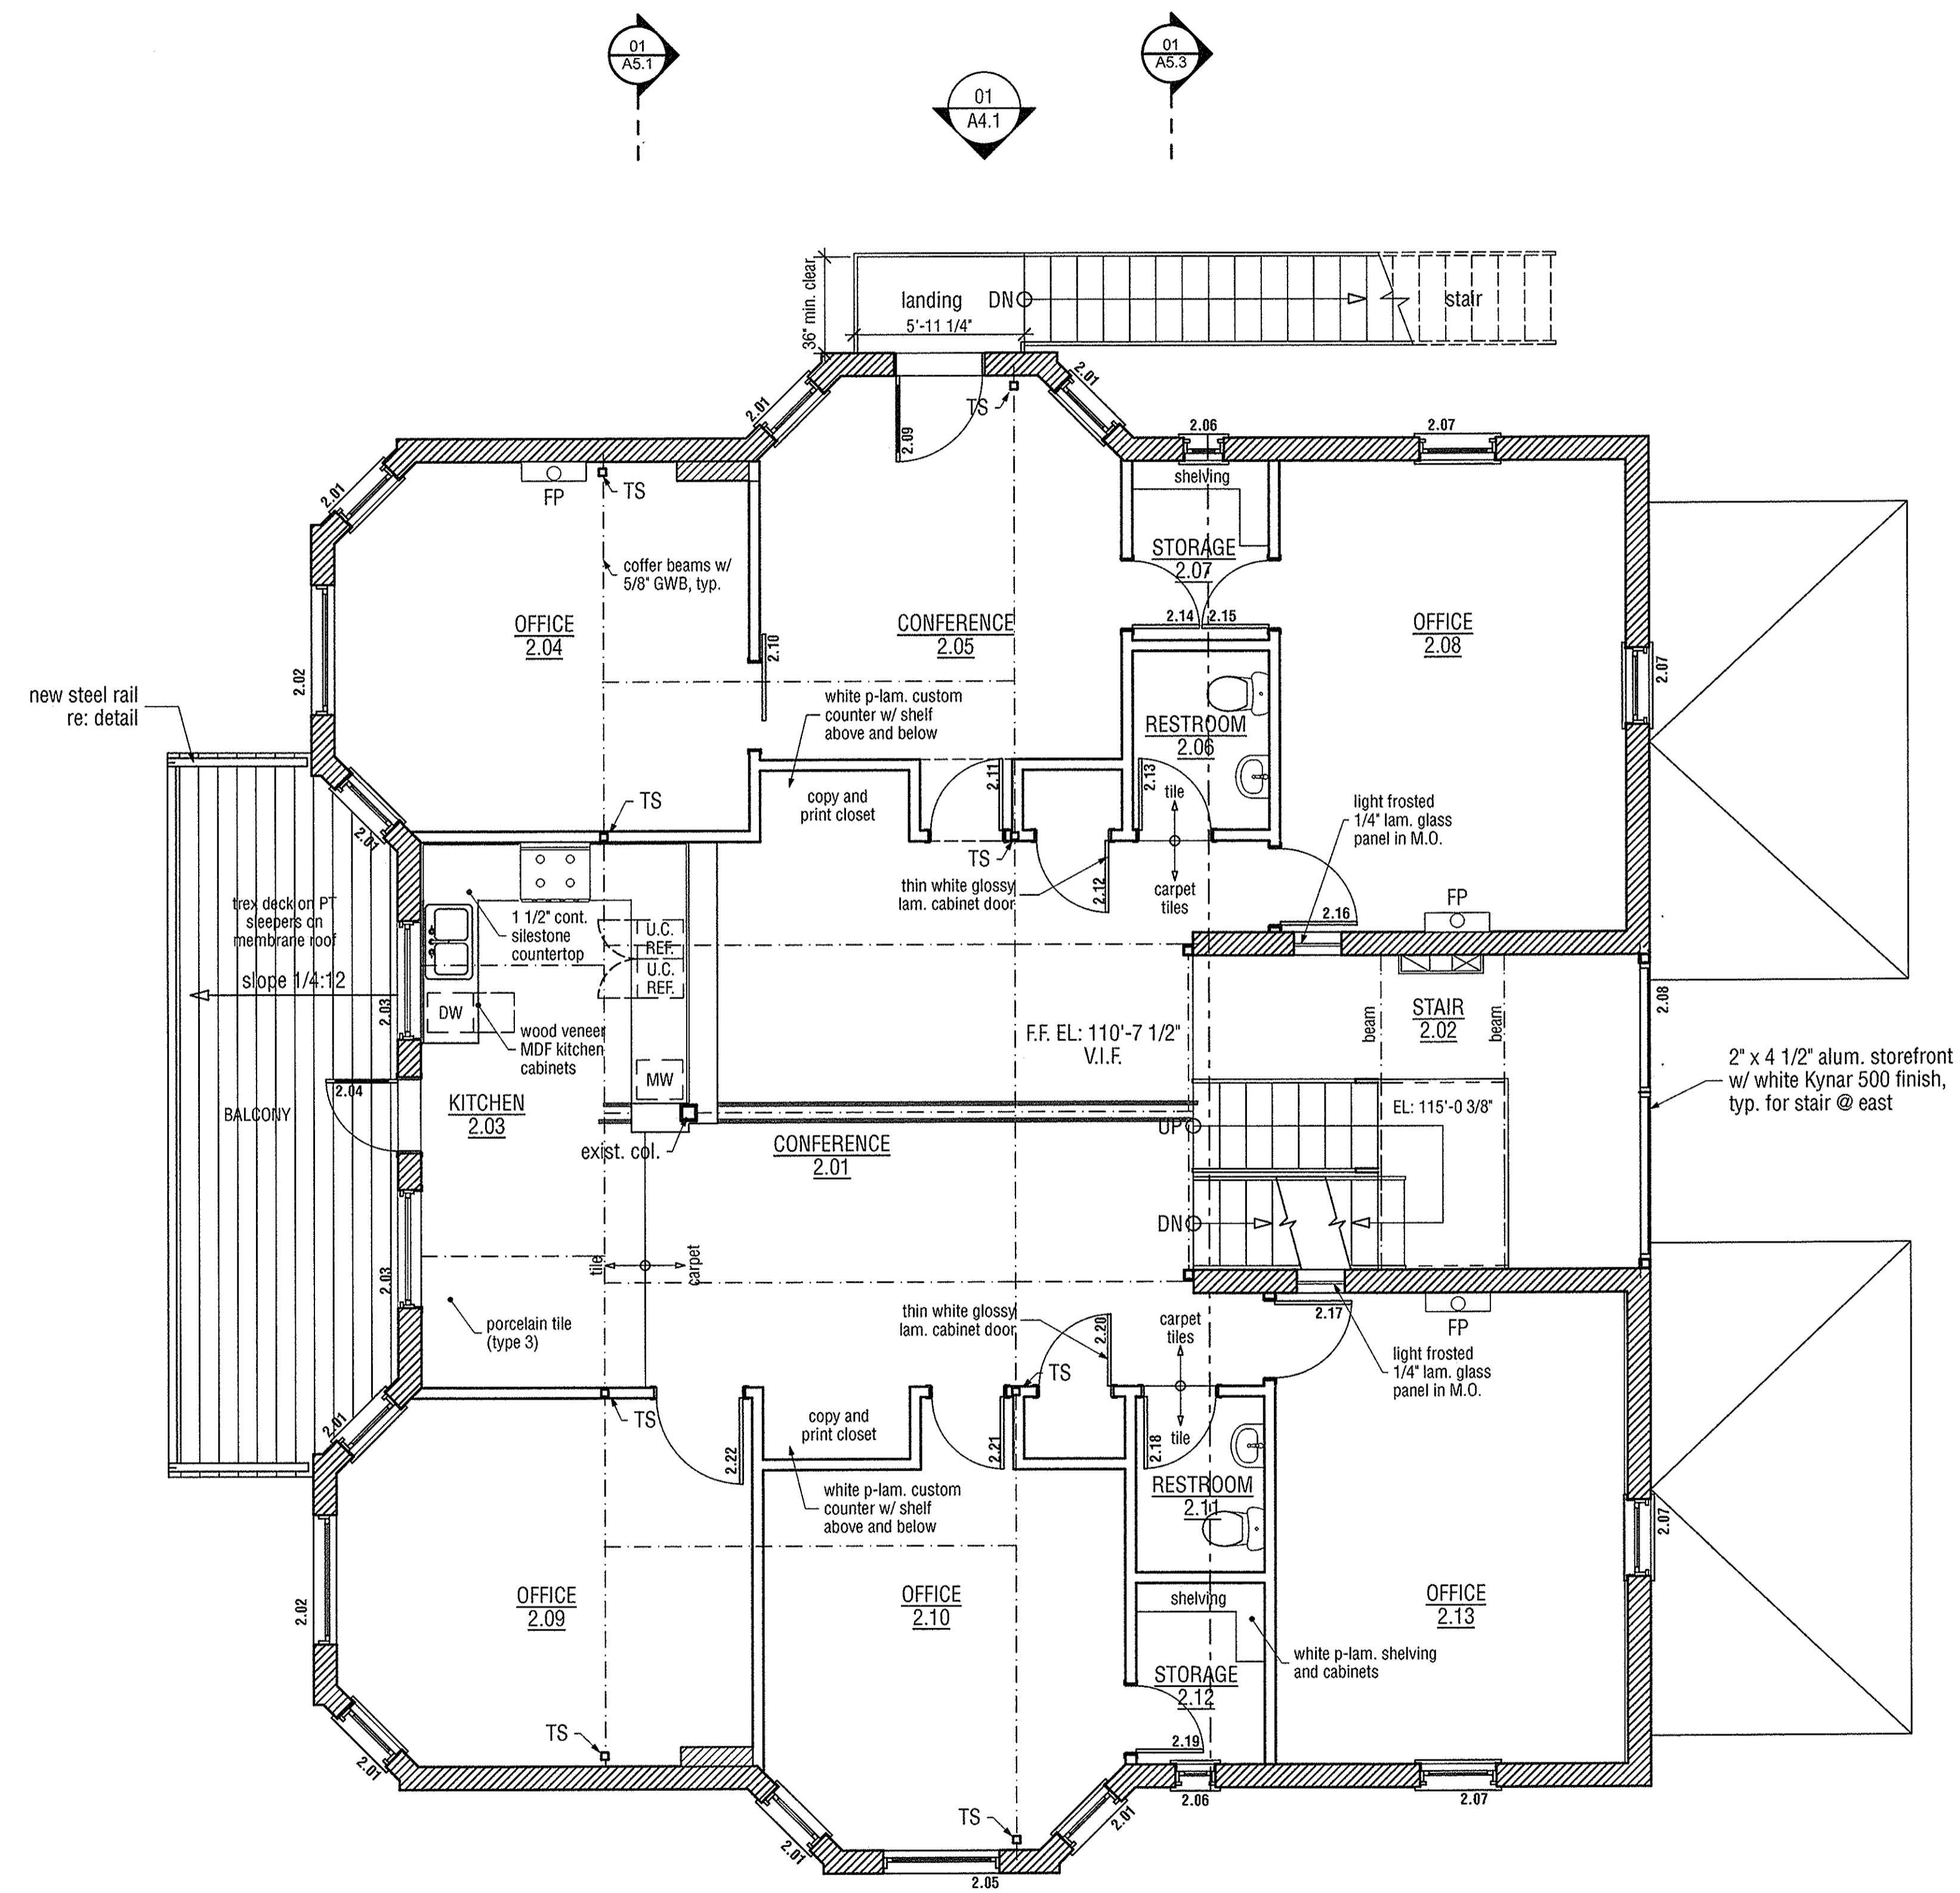 01
A5.1
01
A4.1
01
A5.3
36" min. clear
landing
DN
5'-11 1/4"
stair
2.01
2.01
TS
2.09
2.06
2.07
2.01
FP
TS
shelving
coffer beams w/
5/8" GWB, typ.
STORAGE
2.07
2.14
2.15
OFFICE
2.04
CONFERENCE
2.05
OFFICE
2.08
2.10
2.02
2.07
new steel rail
re: detail
white p-lam. custom
counter w/ shelf
above and below
RESTROOM
2.06
2.11
2.13
tile
copy and
print closet
TS
light frosted
1/4" lam. glass
panel in M.O.
2.01
TS
thin white glossy
lam. cabinet door
2.12
carpet
tiles
2.16
FP
trex deck on PT
sleepers on
membrane roof
slope 1/4:12
1 1/2" cont.
silestone
countertop
U.C.
REF.
U.C.
REF.
DW
2.03
wood veneer
MDF kitchen
cabinets
MW
F.F. EL: 110'-7 1/2"
V.I.F.
beam
STAIR
2.02
beam
2.08
2" x 4 1/2" alum. storefront
w/ white Kynar 500 finish,
typ. for stair @ east
2.04
BALCONY
KITCHEN
2.03
EL: 115'-0 3/8"
UP
exist. col.
CONFERENCE
2.01
DN
tile
carpet
2.03
porcelain tile
(type 3)
thin white glossy
lam. cabinet door
2.20
carpet
tiles
2.17
FP
light frosted
1/4" lam. glass
panel in M.O.
TS
2.01
TS
2.22
copy and
print closet
2.21
2.18
tile
white p-lam. custom
counter w/ shelf
above and below
RESTROOM
2.11
2.07
OFFICE
2.09
OFFICE
2.10
shelving
OFFICE
2.13
2.02
white p-lam. shelving
and cabinets
STORAGE
2.12
2.19
TS
2.01
2.06
2.07
TS
2.01
2.01
2.05